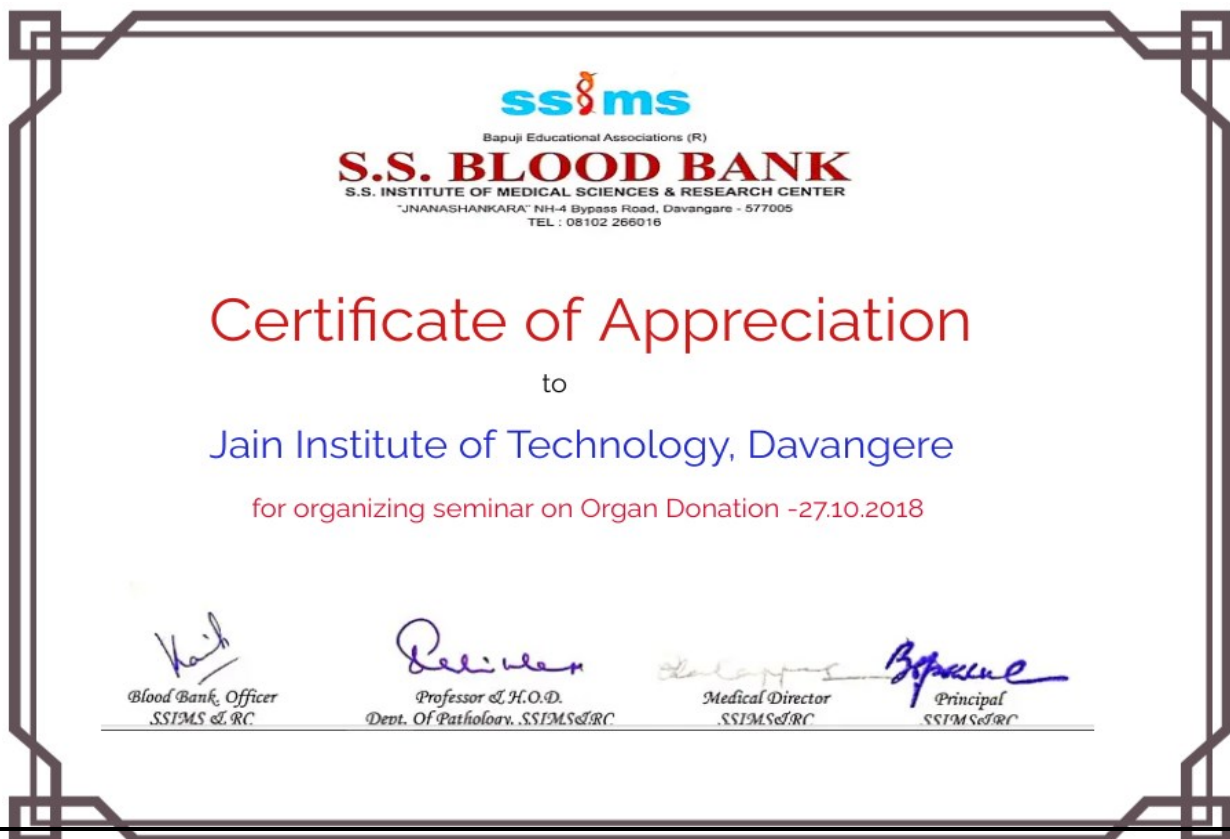 ssims
Bapuji Educational Associations (R)
S.S. BLOOD BANK
S.S. INSTITUTE OF MEDICAL SCIENCES & RESEARCH CENTER
"JNANASHANKARA" NH-4 Bypass Road, Davangare - 577005
TEL : 08102 266016
Certificate of Appreciation
to
Jain Institute of Technology, Davangere
for organizing seminar on Organ Donation -27.10.2018
Blood Bank, Officer
SSIMS & RC
Professor & H.O.D.
Dept. Of Pathology. SSIMS&RC
Medical Director
SSIMS&RC
Principal
SSIMS&RC